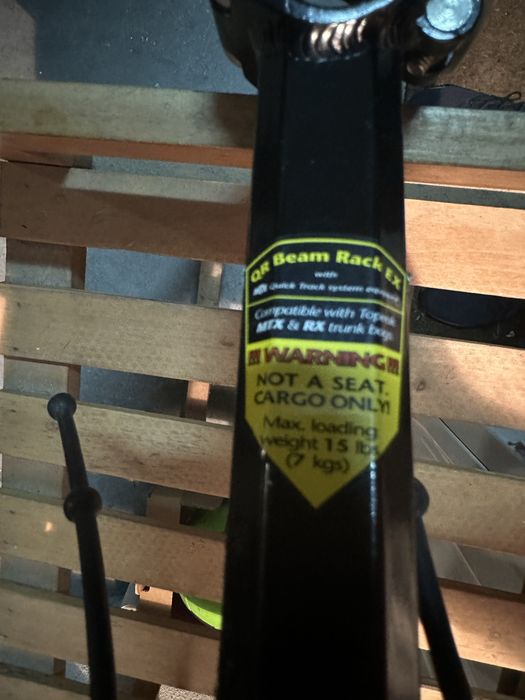 QR Beam Rack EX
with
MTX Quick Track system
Compatible with Topeak
MTX & RX trunk bags
!!! WARNING !!!
NOT A SEAT.
CARGO ONLY!
Max. loading
weight 15 lbs
(7 kgs)